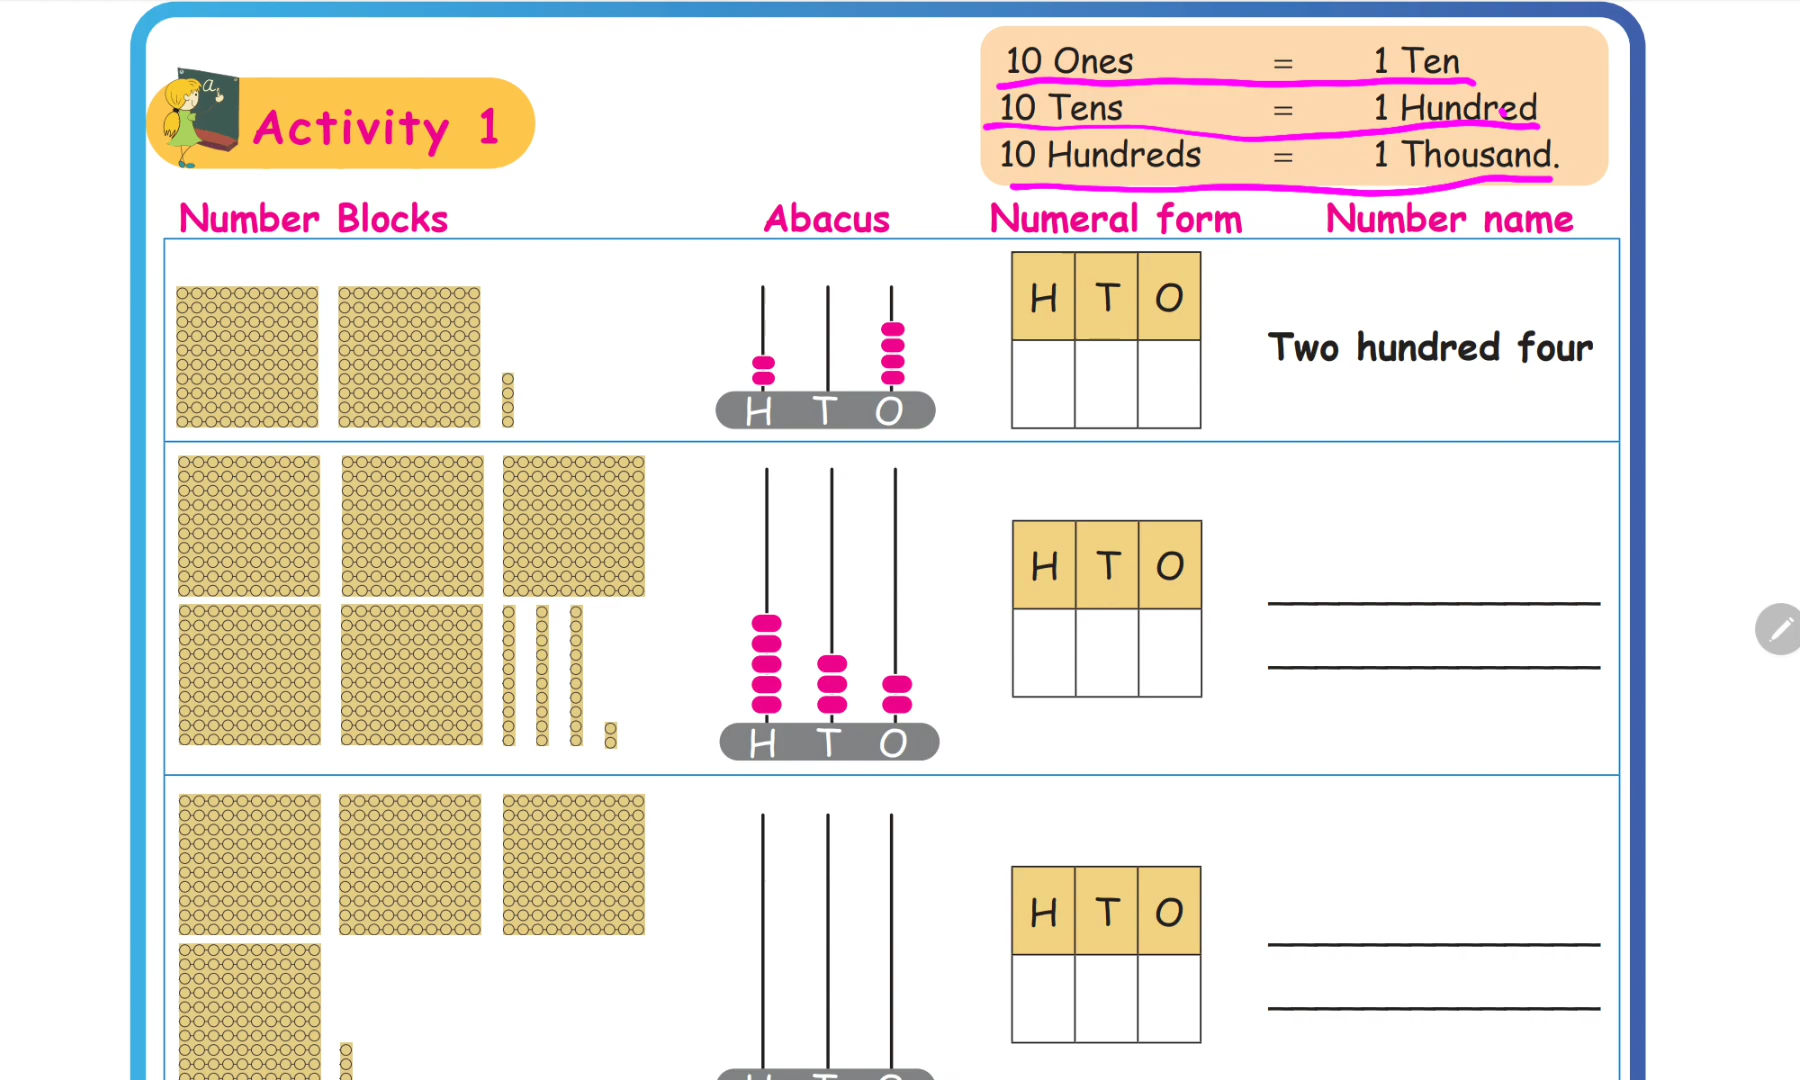 10 Ones = 1 Ten
10 Tens = 1 Hundred
10 Hundreds = 1 Thousand.
a
Activity 1
Number Blocks Abacus Numeral form Number name
H T O
H T O
Two hundred four
H T O
H T O
H T O